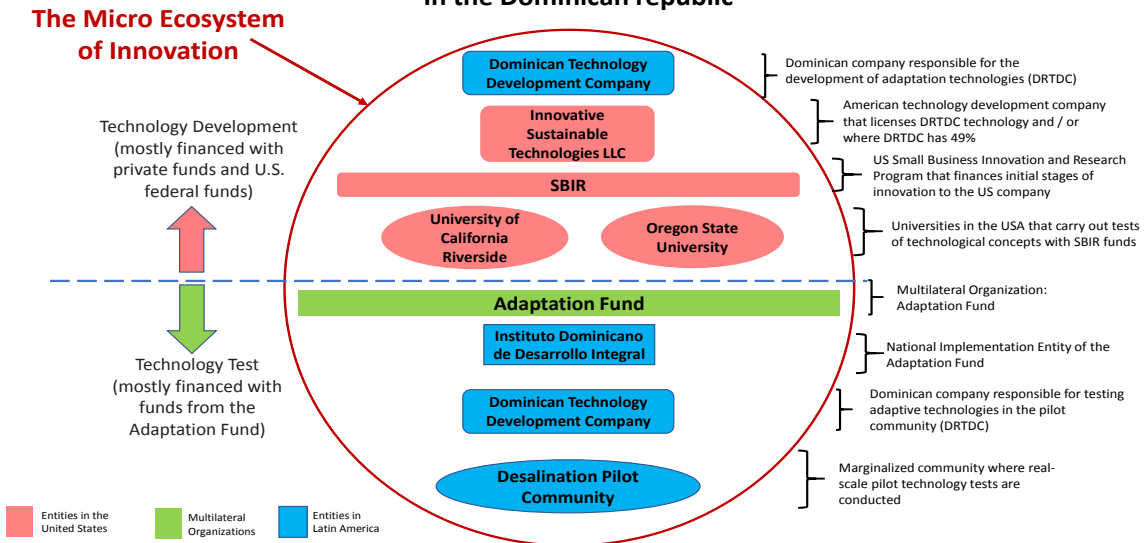 in the Dominican republic
The Micro Ecosystem
of Innovation
Technology Development
(mostly financed with
private funds and U.S.
federal funds)
Technology Test
(mostly financed with
funds from the
Adaptation Fund)
Dominican Technology
Development Company
Innovative
Sustainable
Technologies LLC
SBIR
University of
California
Riverside
Oregon State
University
Adaptation Fund
Instituto Dominicano
de Desarrollo Integral
Dominican Technology
Development Company
Desalination Pilot
Community
Dominican company responsible for the
development of adaptation technologies (DRTDC)
American technology development company
that licenses DRTDC technology and / or
where DRTDC has 49%
US Small Business Innovation and Research
Program that finances initial stages of
innovation to the US company
Universities in the USA that carry out tests
of technological concepts with SBIR funds
Multilateral Organization:
Adaptation Fund
National Implementation Entity of the
Adaptation Fund
Dominican company responsible for testing
adaptive technologies in the pilot
community (DRTDC)
Marginalized community where real-
scale pilot technology tests are
conducted
Entities in the
United States
Multilateral
Organizations
Entities in
Latin America